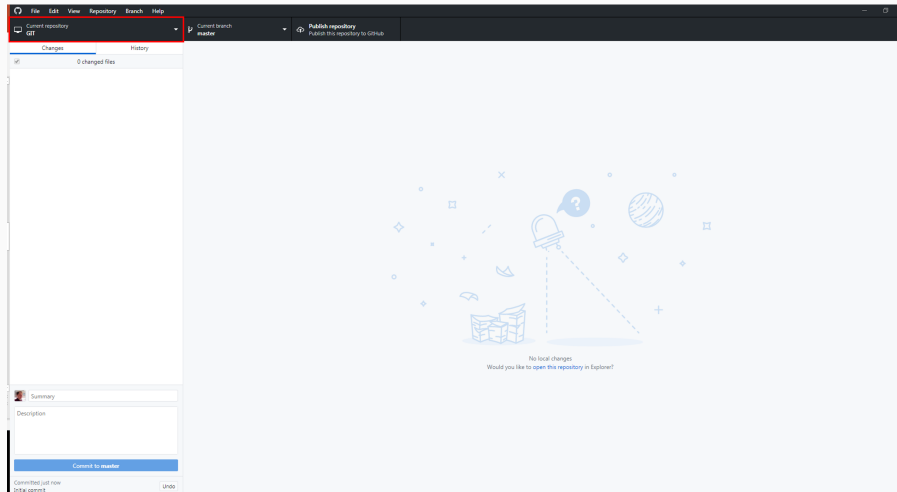 File Edit View Repository Branch Help
Current repository
GIT
Current branch
master
Publish repository
Publish this repository to GitHub
Changes History
0 changed files
?
No local changes
Would you like to open this repository in Explorer?
Summary
Description
Commit to master
Committed just now
Initial commit
Undo